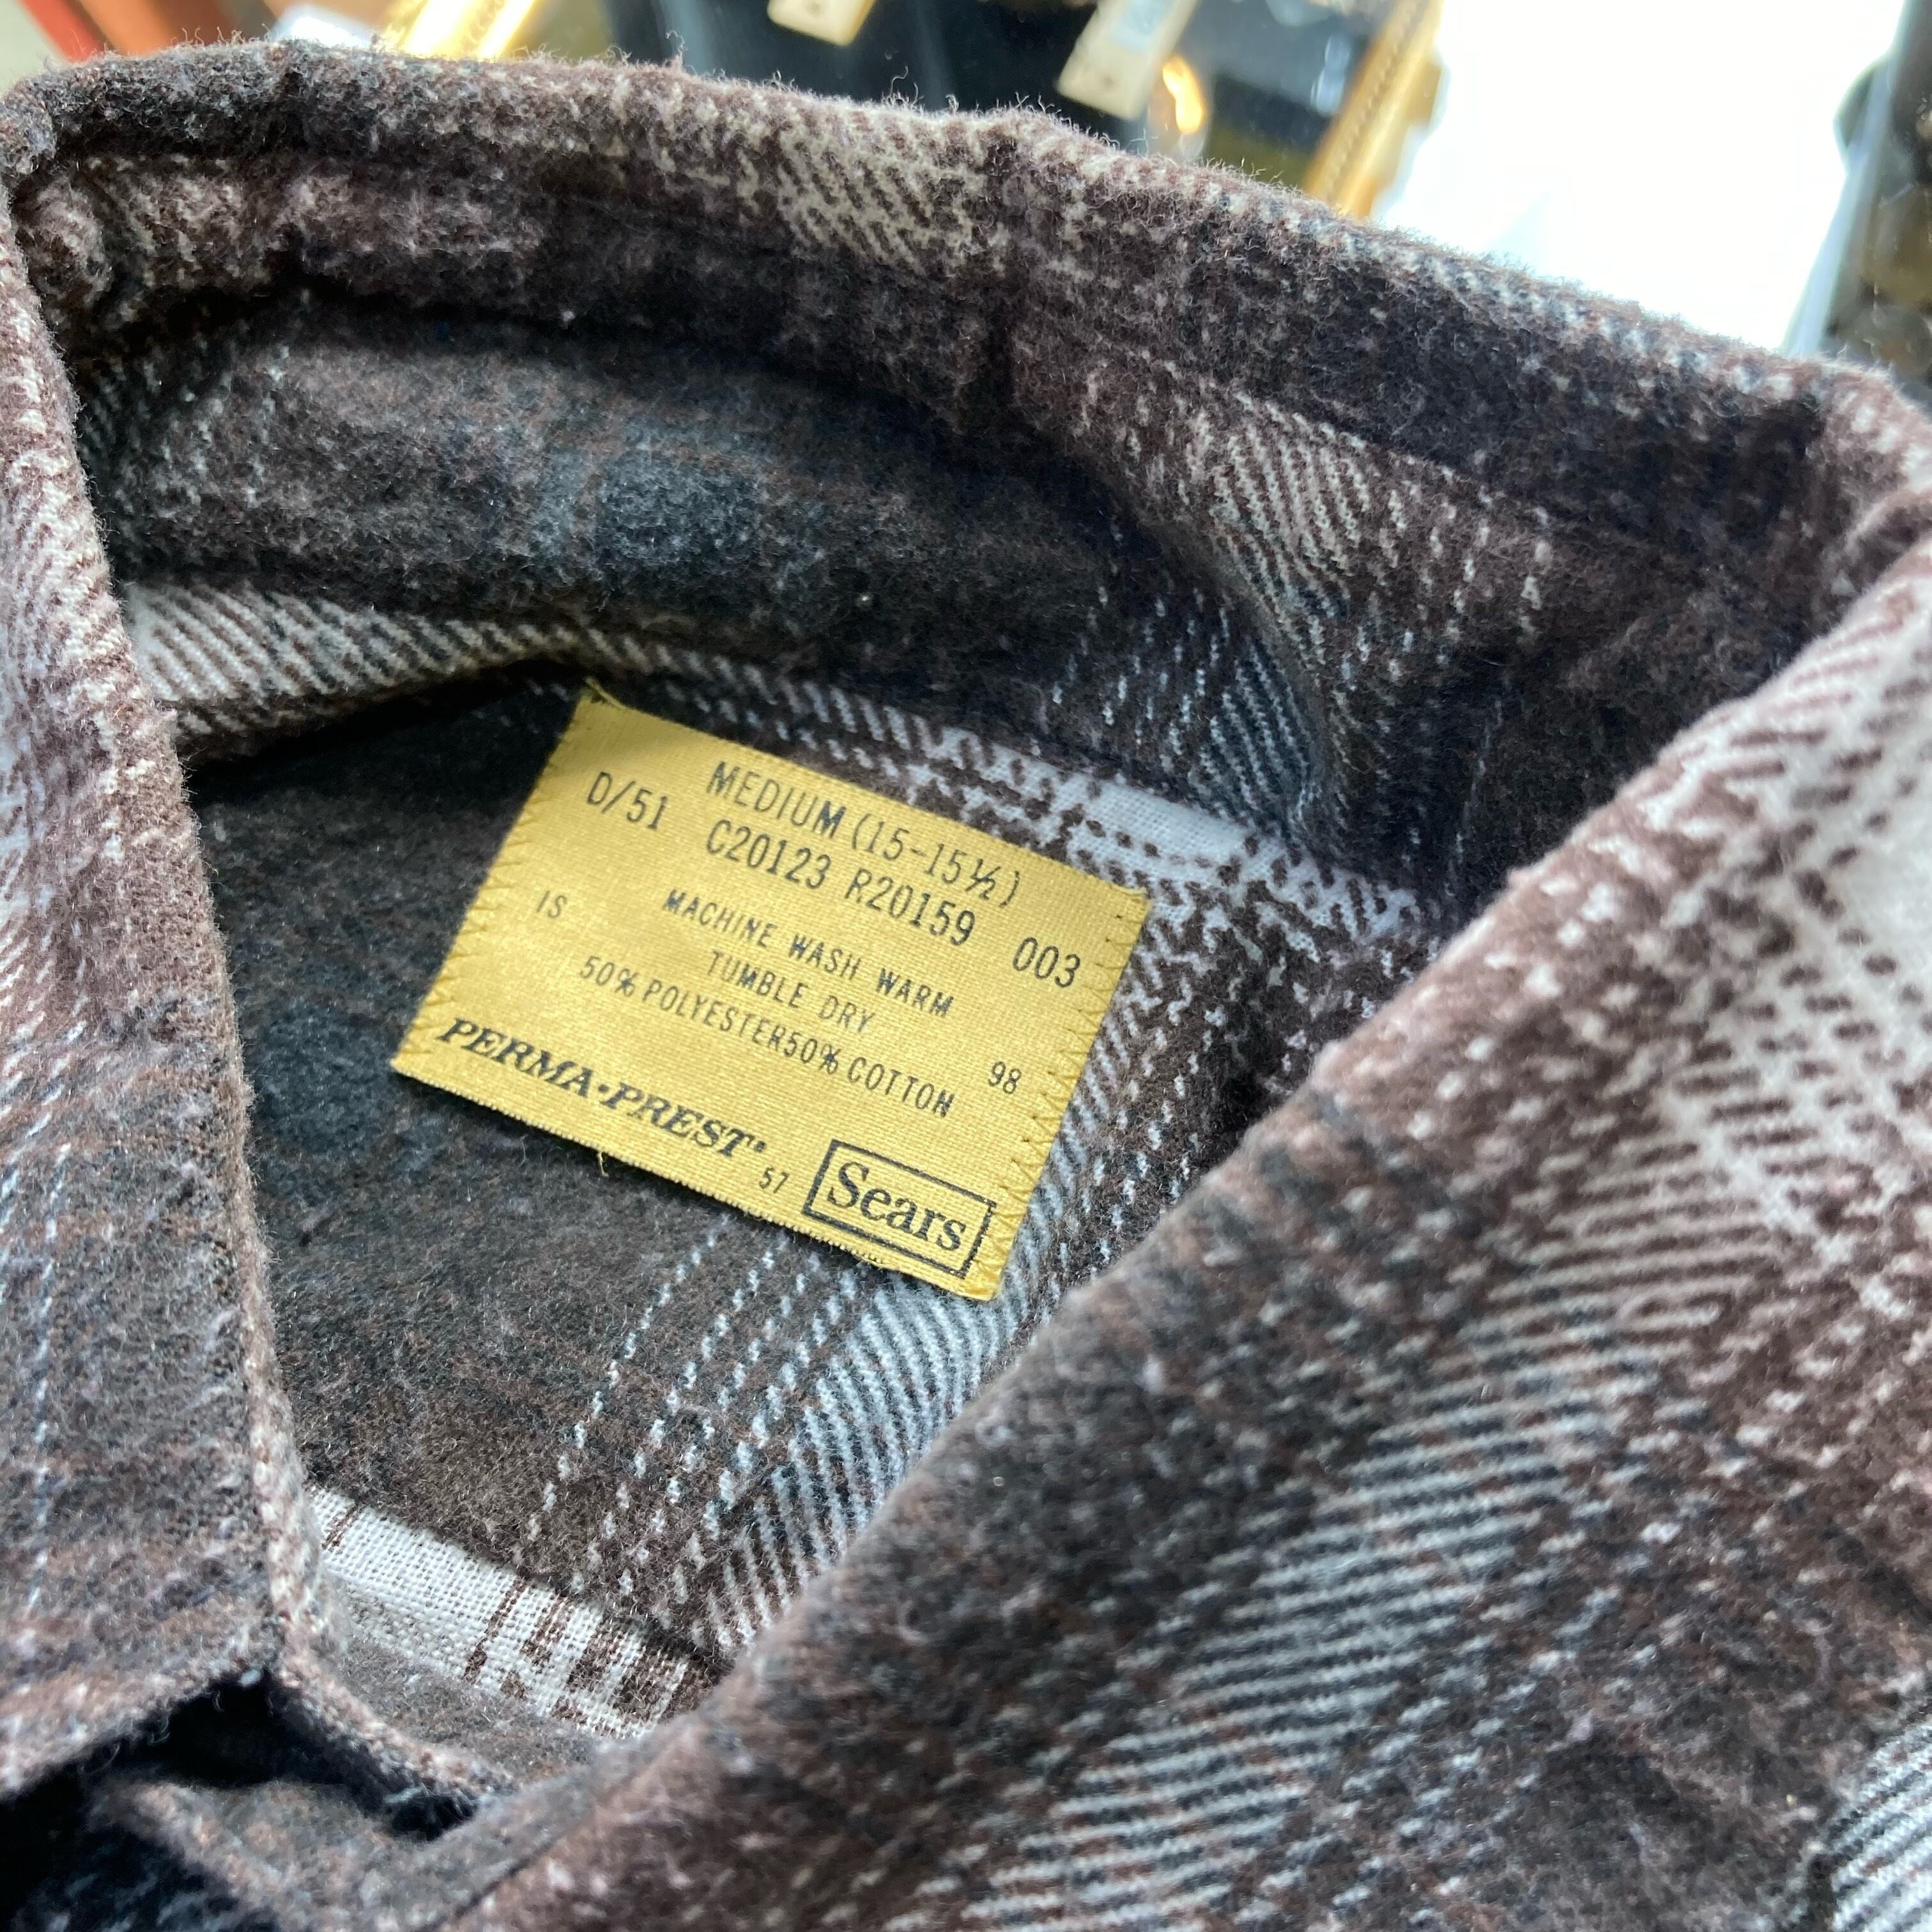 MEDIUM (15-15½)
D/51 C20123 R20159 003
IS MACHINE WASH WARM
TUMBLE DRY
50% POLYESTER50% COTTON 98
PERMA•PREST® 57 Sears